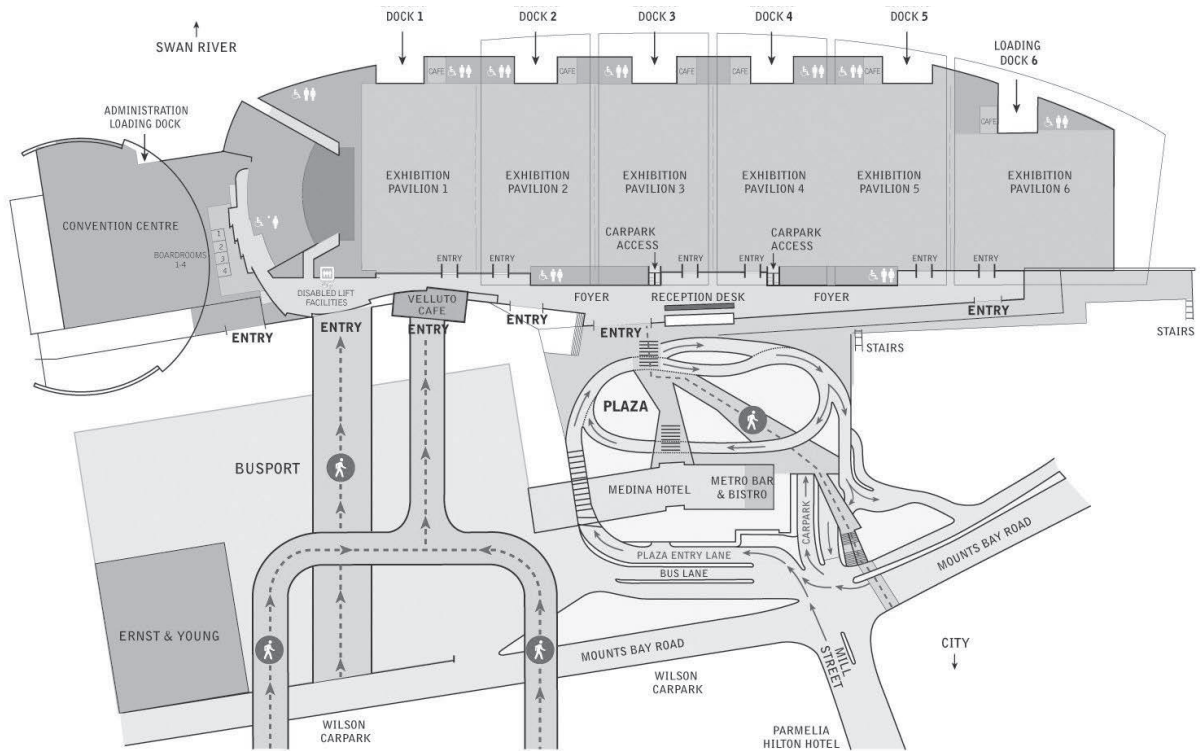 DOCK 1
DOCK 2
DOCK 3
DOCK 4
DOCK 5
SWAN RIVER
LOADING
DOCK 6
CAFE
CAFE
CAFE
CAFE
CAFE
CAFE
ADMINISTRATION
LOADING DOCK
EXHIBITION
PAVILION 1
EXHIBITION
PAVILION 2
EXHIBITION
PAVILION 3
EXHIBITION
PAVILION 4
EXHIBITION
PAVILION 5
EXHIBITION
PAVILION 6
CONVENTION CENTRE
BOARDROOMS
1-4
1
2
3
4
CARPARK
ACCESS
CARPARK
ACCESS
ENTRY
ENTRY
ENTRY
ENTRY
ENTRY
ENTRY
DISABLED LIFT
FACILITIES
VELLUTO
CAFE
FOYER
RECEPTION DESK
FOYER
ENTRY
ENTRY
ENTRY
ENTRY
ENTRY
ENTRY
STAIRS
STAIRS
PLAZA
BUSPORT
MEDINA HOTEL
METRO BAR
& BISTRO
CARPARK
PLAZA ENTRY LANE
BUS LANE
MOUNTS BAY ROAD
ERNST & YOUNG
MOUNTS BAY ROAD
MILL
STREET
CITY
WILSON
CARPARK
WILSON
CARPARK
PARMELIA
HILTON HOTEL